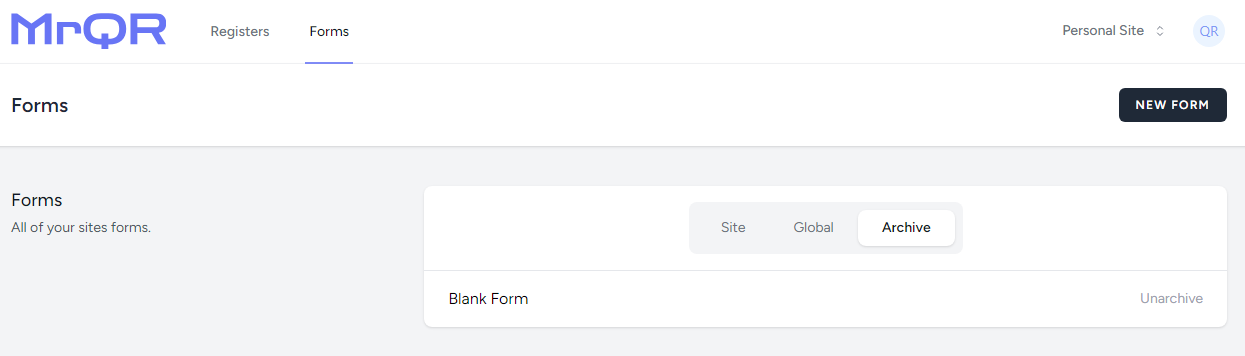 MrQR Registers Forms Personal Site QR
Forms NEW FORM
Forms
All of your sites forms.
Site Global Archive
Blank Form Unarchive